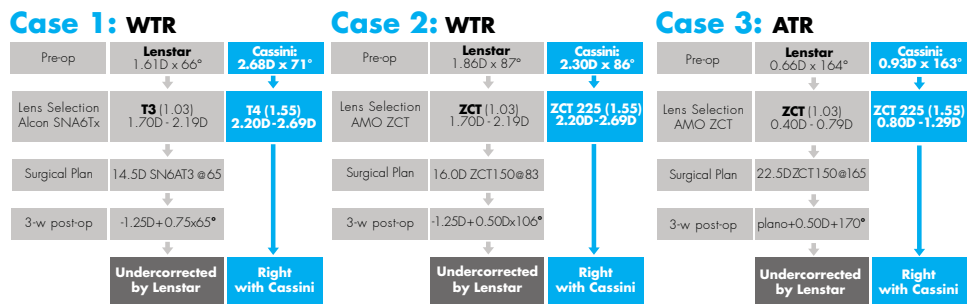 Case 1: WTR
Pre-op
Lenstar
1.61D x 66°
Cassini:
2.68D x 71°
Lens Selection
Alcon SNA6Tx
T3 (1.03)
1.70D - 2.19D
T4 (1.55)
2.20D-2.69D
Surgical Plan
14.5D SN6AT3 @65
3-w post-op
-1.25D+0.75x65°
Undercorrected
by Lenstar
Right
with Cassini
Case 2: WTR
Pre-op
Lenstar
1.86D x 87°
Cassini:
2.30D x 86°
Lens Selection
AMO ZCT
ZCT (1.03)
1.70D - 2.19D
ZCT 225 (1.55)
2.20D-2.69D
Surgical Plan
16.0D ZCT150@83
3-w post-op
-1.25D+0.50Dx106°
Undercorrected
by Lenstar
Right
with Cassini
Case 3: ATR
Pre-op
Lenstar
0.66D x 164°
Cassini:
0.93D x 163°
Lens Selection
AMO ZCT
ZCT (1.03)
0.40D - 0.79D
ZCT 225 (1.55)
0.80D -1.29D
Surgical Plan
22.5DZCT150@165
3-w post-op
plano+0.50D+170°
Undercorrected
by Lenstar
Right
with Cassini